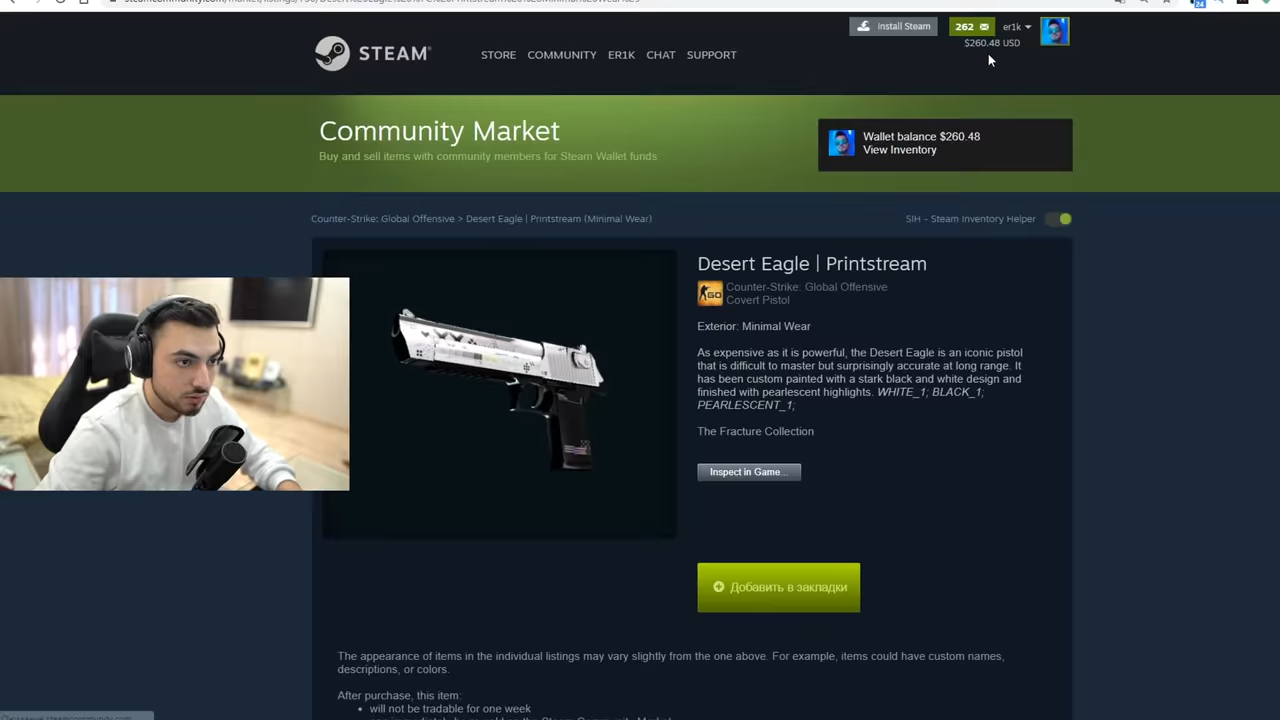 Install Steam
262
er1k
$260.48 USD
STEAM®
STORE COMMUNITY ER1K CHAT SUPPORT
Community Market
Buy and sell items with community members for Steam Wallet funds
Wallet balance $260.48
View Inventory
Counter-Strike: Global Offensive > Desert Eagle | Printstream (Minimal Wear)
SIH - Steam Inventory Helper
Desert Eagle | Printstream
GO
Counter-Strike: Global Offensive
Covert Pistol
Exterior: Minimal Wear
As expensive as it is powerful, the Desert Eagle is an iconic pistol
that is difficult to master but surprisingly accurate at long range. It
has been custom painted with a stark black and white design and
finished with pearlescent highlights. WHITE_1; BLACK_1;
PEARLESCENT_1;
The Fracture Collection
Inspect in Game...
Добавить в закладки
The appearance of items in the individual listings may vary slightly from the one above. For example, items could have custom names,
descriptions, or colors.
After purchase, this item:
• will not be tradable for one week